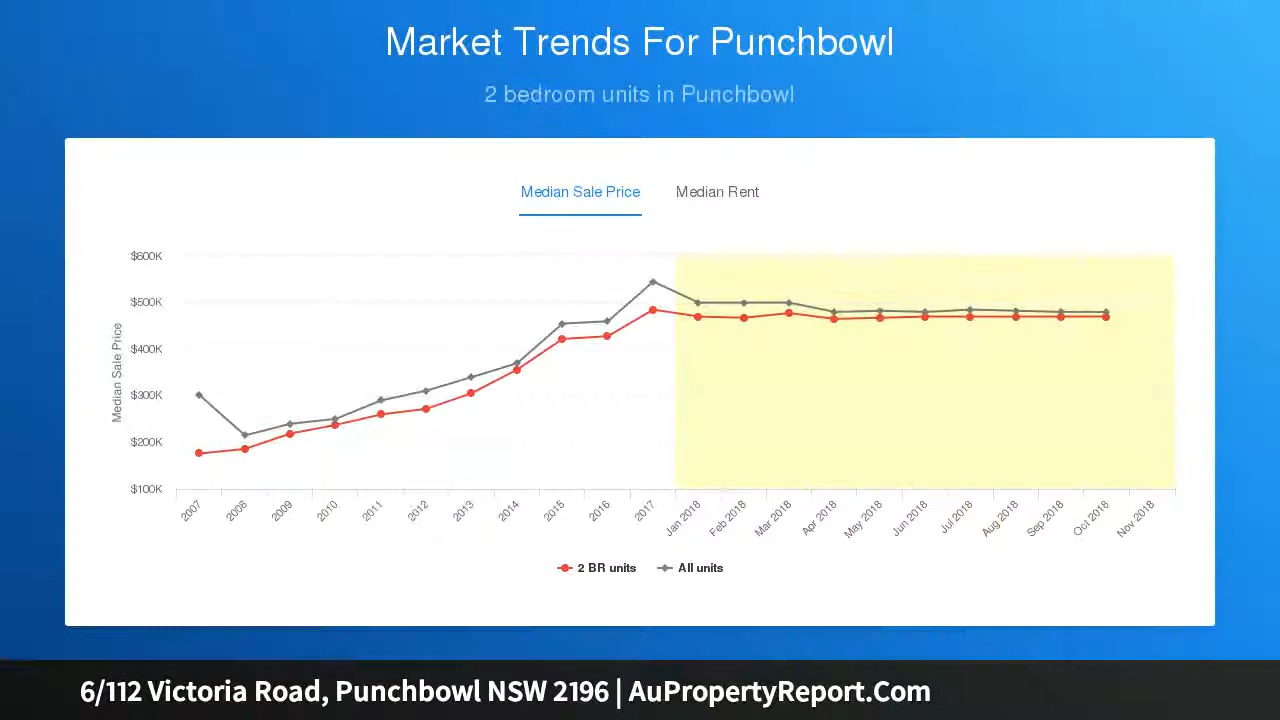 Market Trends For Punchbowl
2 bedroom units in Punchbowl
Median Sale Price
Median Rent
Median Sale Price
$600K
$500K
$400K
$300K
$200K
$100K
2007
2008
2009
2010
2011
2012
2013
2014
2015
2016
2017
Jan 2018
Feb 2018
Mar 2018
Apr 2018
May 2018
Jun 2018
Jul 2018
Aug 2018
Sep 2018
Oct 2018
Nov 2018
2 BR units
All units
6/112 Victoria Road, Punchbowl NSW 2196 | AuPropertyReport.Com